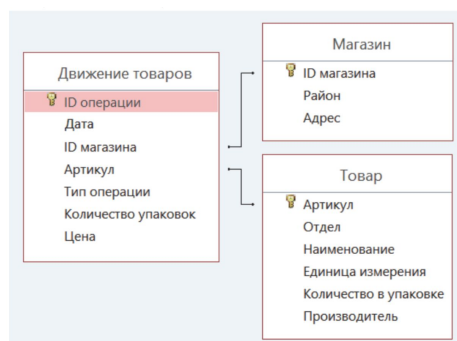 Движение товаров
ID операции
Дата
ID магазина
Артикул
Тип операции
Количество упаковок
Цена
Магазин
ID магазина
Район
Адрес
Товар
Артикул
Отдел
Наименование
Единица измерения
Количество в упаковке
Производитель